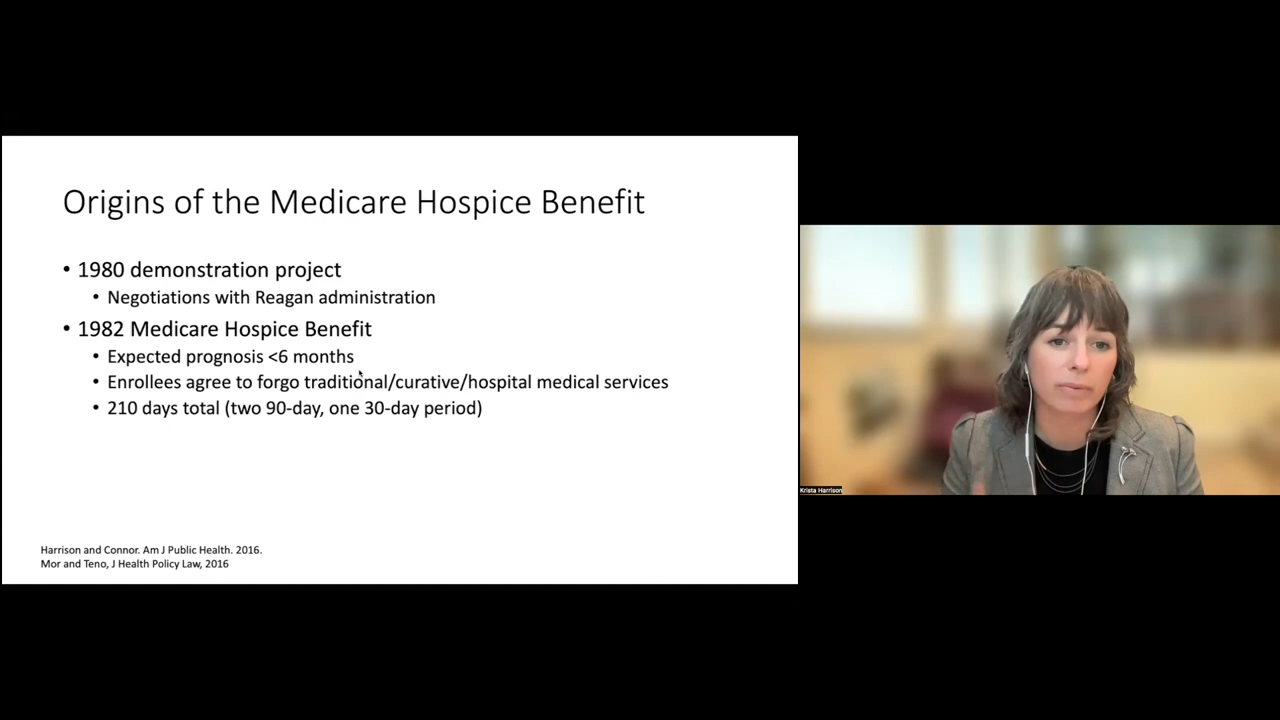 Origins of the Medicare Hospice Benefit
• 1980 demonstration project
• Negotiations with Reagan administration
• 1982 Medicare Hospice Benefit
• Expected prognosis <6 months
• Enrollees agree to forgo traditional/curative/hospital medical services
• 210 days total (two 90-day, one 30-day period)
Harrison and Connor. Am J Public Health. 2016.
Mor and Teno, J Health Policy Law, 2016
Krista Harrison